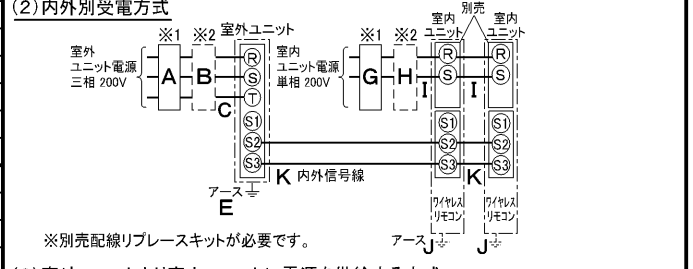 (2)内外別受電方式
別売
※1 ※2 室外ユニット
室外
ユニット電源
三相 200V
A
B
C
R
S
T
S1
S2
S3
アース
E
※1 ※2
室内
ユニット電源
単相 200V
G
H
I
I
室内
ユニット
室内
ユニット
R
S
S1
S2
S3
R
S
S1
S2
S3
K 内外信号線
K
ワイヤレス
リモコン
ワイヤレス
リモコン
アース J
J
※別売配線リプレースキットが必要です。